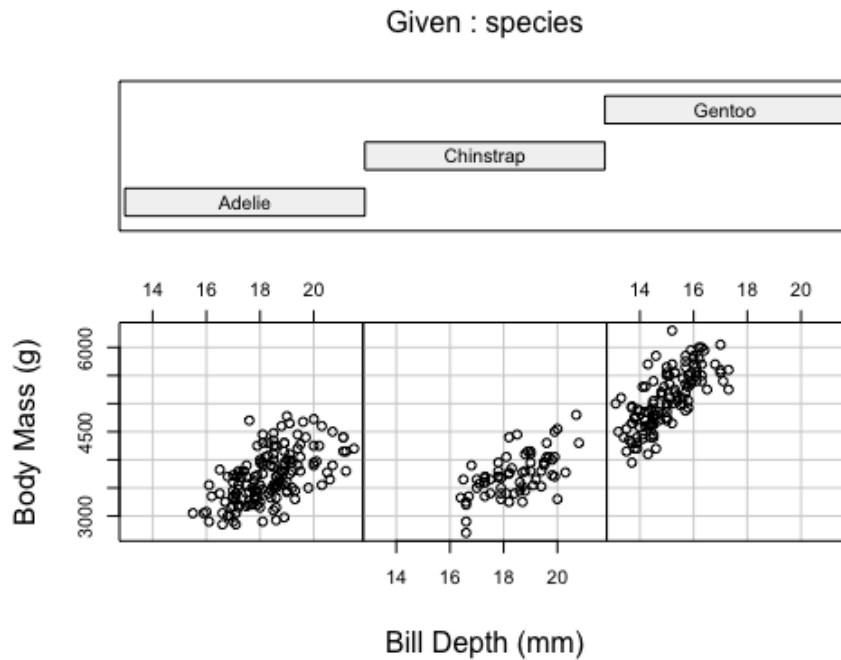 Given : species
Gentoo
Chinstrap
Adelie
14 16 18 20 14 16 18 20
Body Mass (g)
6000
4500
3000
14 16 18 20
Bill Depth (mm)